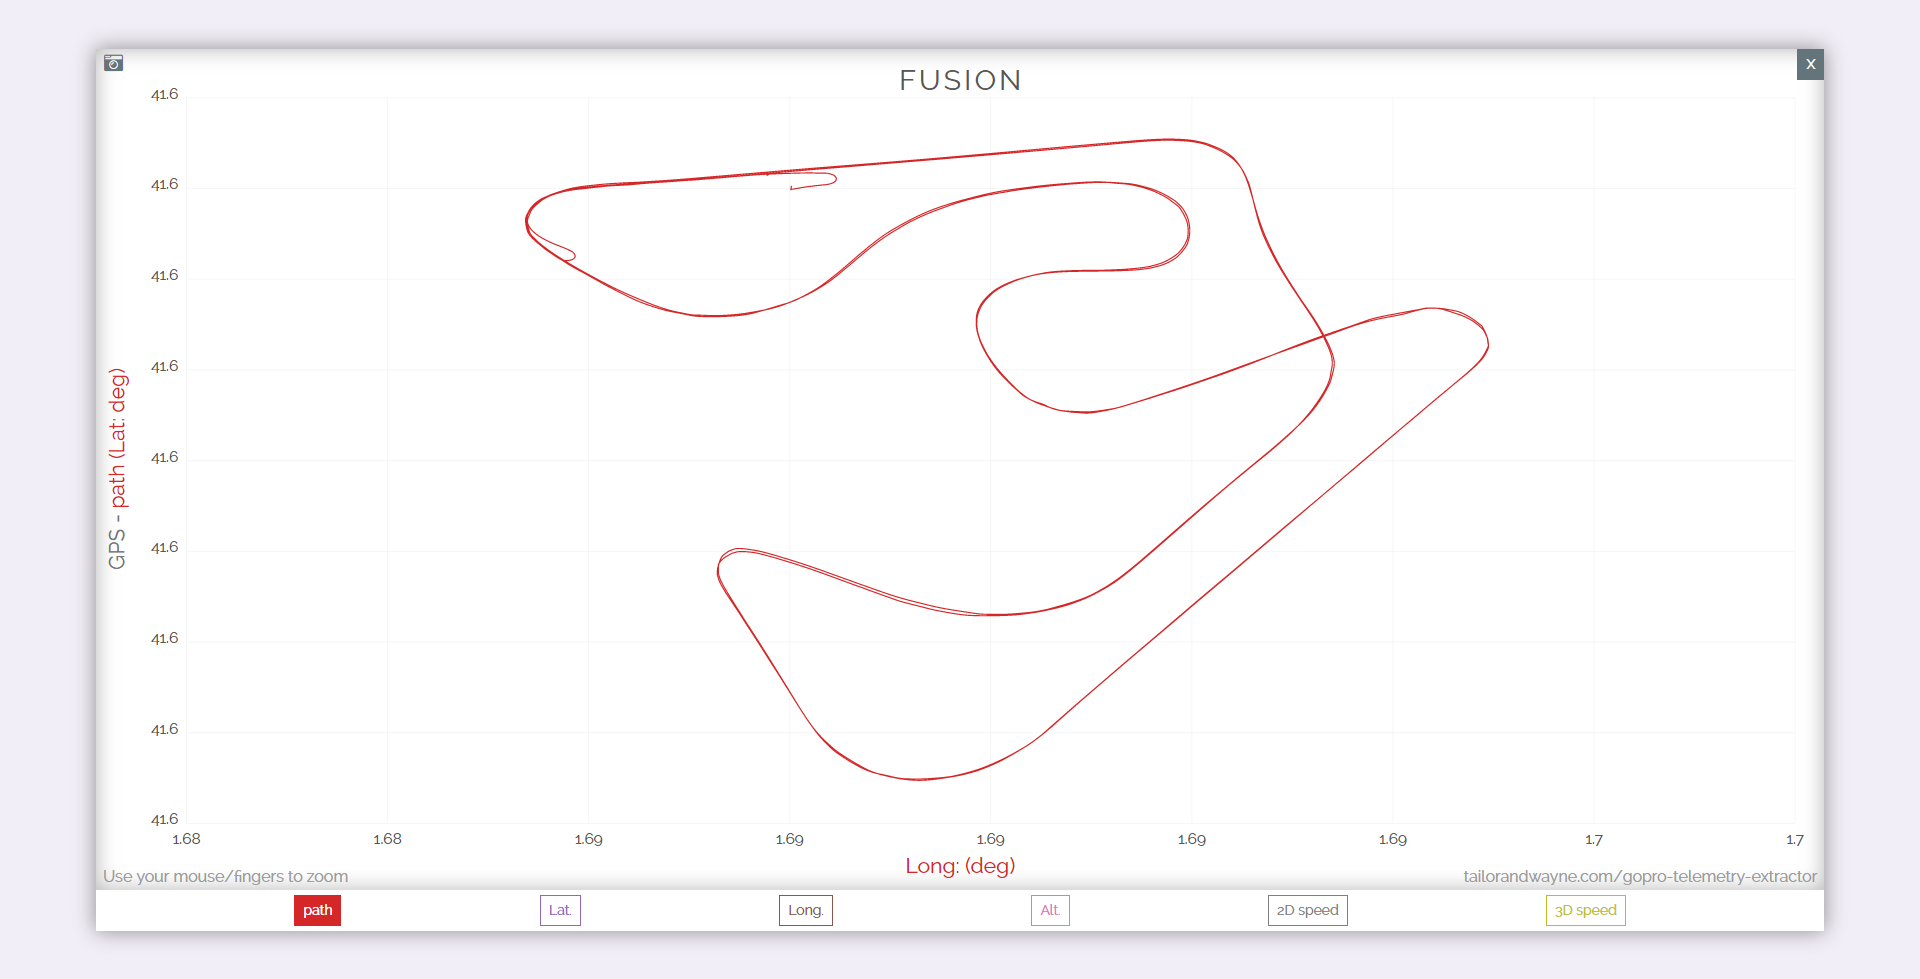 FUSION
x
41.6
41.6
41.6
41.6
41.6
41.6
41.6
41.6
41.6
GPS - path (Lat: deg)
1.68 1.68 1.69 1.69 1.69 1.69 1.69 1.7 1.7
Long: (deg)
Use your mouse/fingers to zoom
tailorandwayne.com/gopro-telemetry-extractor
path Lat. Long. Alt. 2D speed 3D speed